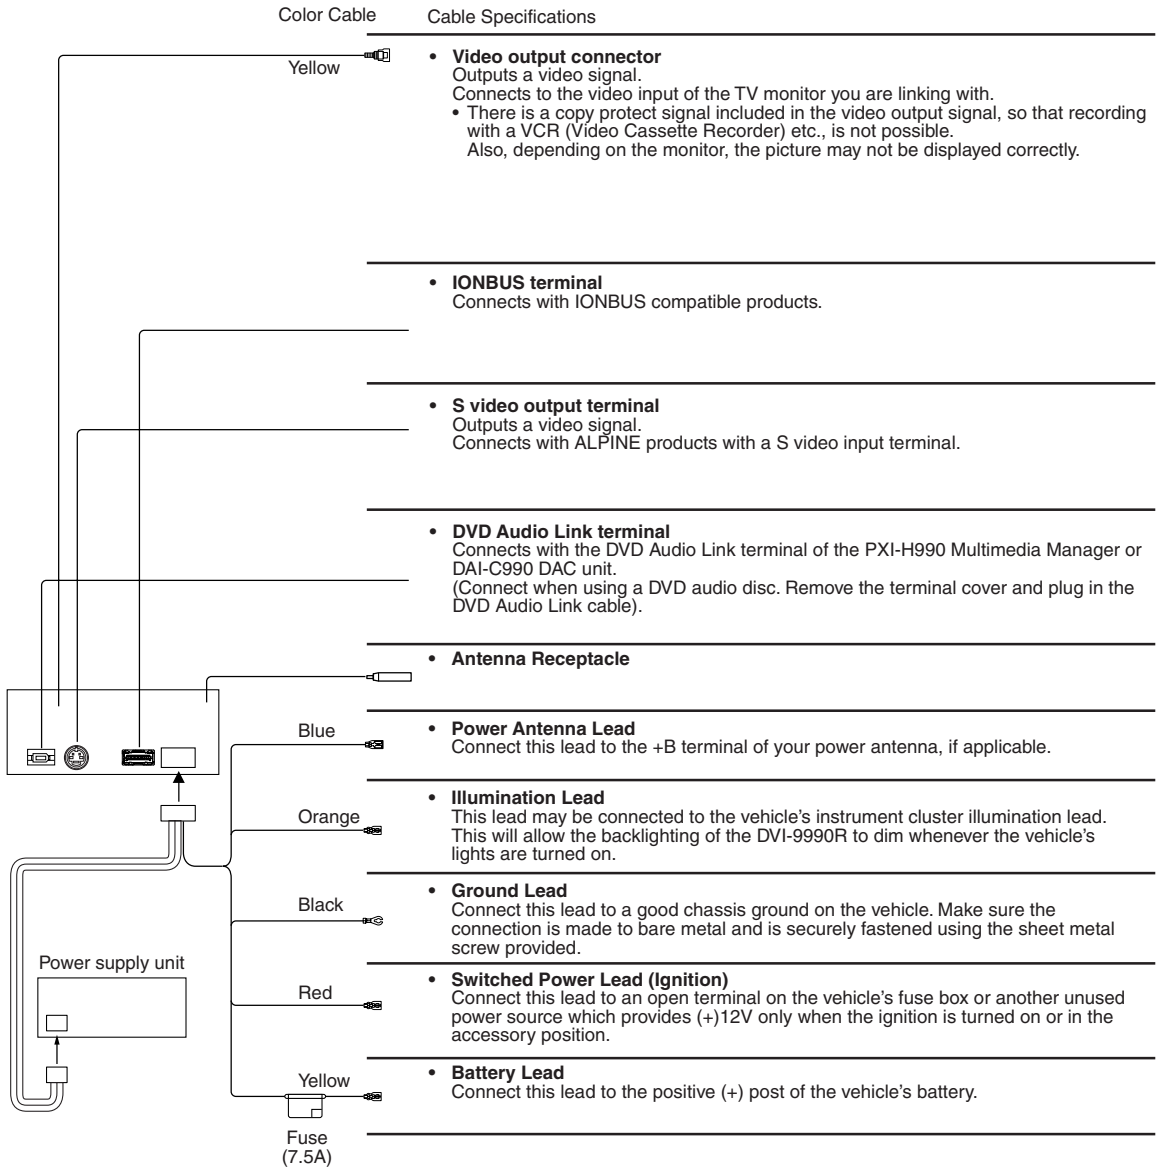 Color Cable
Cable Specifications
Yellow
• Video output connector
Outputs a video signal.
Connects to the video input of the TV monitor you are linking with.
• There is a copy protect signal included in the video output signal, so that recording
with a VCR (Video Cassette Recorder) etc., is not possible.
Also, depending on the monitor, the picture may not be displayed correctly.
• IONBUS terminal
Connects with IONBUS compatible products.
• S video output terminal
Outputs a video signal.
Connects with ALPINE products with a S video input terminal.
• DVD Audio Link terminal
Connects with the DVD Audio Link terminal of the PXI-H990 Multimedia Manager or
DAI-C990 DAC unit.
(Connect when using a DVD audio disc. Remove the terminal cover and plug in the
DVD Audio Link cable).
• Antenna Receptacle
Blue
• Power Antenna Lead
Connect this lead to the +B terminal of your power antenna, if applicable.
Orange
• Illumination Lead
This lead may be connected to the vehicle's instrument cluster illumination lead.
This will allow the backlighting of the DVI-9990R to dim whenever the vehicle's
lights are turned on.
Black
• Ground Lead
Connect this lead to a good chassis ground on the vehicle. Make sure the
connection is made to bare metal and is securely fastened using the sheet metal
screw provided.
Power supply unit
Red
• Switched Power Lead (Ignition)
Connect this lead to an open terminal on the vehicle's fuse box or another unused
power source which provides (+)12V only when the ignition is turned on or in the
accessory position.
Yellow
• Battery Lead
Connect this lead to the positive (+) post of the vehicle's battery.
Fuse
(7.5A)